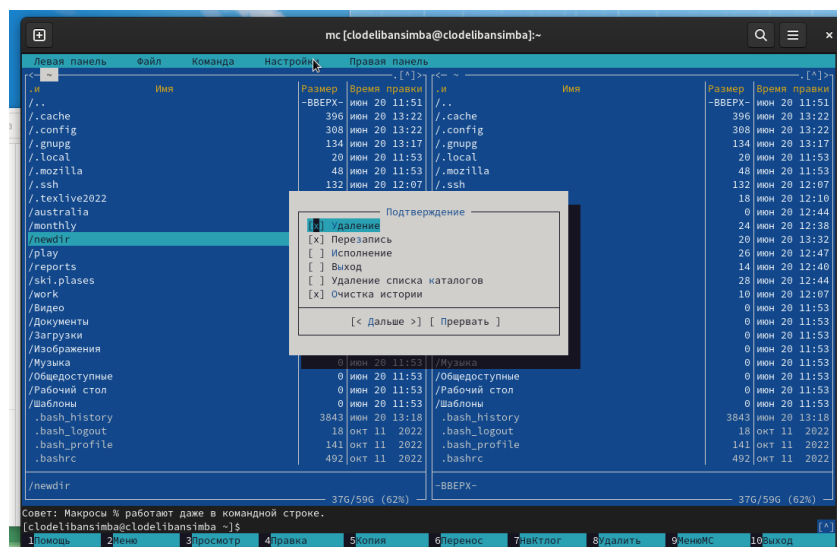 mc [clodelibansimba@clodelibansimba]:~
Левая панель Файл Команда Настройки Правая панель
<— ~ .[^]> <— ~ .[^]>
.и Имя Размер Время правки .и Имя Размер Время правки
/.. -ВВЕРХ- июн 20 11:51 /.. -ВВЕРХ- июн 20 11:51
/.cache 396 июн 20 13:22 /.cache 396 июн 20 13:22
/.config 308 июн 20 13:22 /.config 308 июн 20 13:22
/.gnupg 134 июн 20 13:17 /.gnupg 134 июн 20 13:17
/.local 20 июн 20 11:53 /.local 20 июн 20 11:53
/.mozilla 48 июн 20 11:53 /.mozilla 48 июн 20 11:53
/.ssh 132 июн 20 12:07 /.ssh 132 июн 20 12:07
/.texlive2022 18 июн 20 12:10
/australia 0 июн 20 12:44
/monthly 24 июн 20 12:38
/newdir 20 июн 20 13:32
/play 26 июн 20 12:47
/reports 14 июн 20 12:40
/ski.plases 28 июн 20 12:44
/work 10 июн 20 12:07
/Видео 0 июн 20 11:53
/Документы 0 июн 20 11:53
/Загрузки 0 июн 20 11:53
/Изображения 0 июн 20 11:53
Подтверждение
[x] Удаление
[x] Перезапись
[ ] Исполнение
[ ] Выход
[ ] Удаление списка каталогов
[x] Очистка истории
[< Дальше >] [ Прервать ]
/Музыка 0 июн 20 11:53 /Музыка 0 июн 20 11:53
/Общедоступные 0 июн 20 11:53 /Общедоступные 0 июн 20 11:53
/Рабочий стол 0 июн 20 11:53 /Рабочий стол 0 июн 20 11:53
/Шаблоны 0 июн 20 11:53 /Шаблоны 0 июн 20 11:53
.bash_history 3843 июн 20 13:18 .bash_history 3843 июн 20 13:18
.bash_logout 18 окт 11 2022 .bash_logout 18 окт 11 2022
.bash_profile 141 окт 11 2022 .bash_profile 141 окт 11 2022
.bashrc 492 окт 11 2022 .bashrc 492 окт 11 2022
/newdir -ВВЕРХ-
37G/59G (62%) 37G/59G (62%)
Совет: Макросы % работают даже в командной строке.
[clodelibansimba@clodelibansimba ~]$ [^]
1Помощь 2Меню 3Просмотр 4Правка 5Копия 6Перенос 7НвКтлог 8Удалить 9МенюMC 10Выход